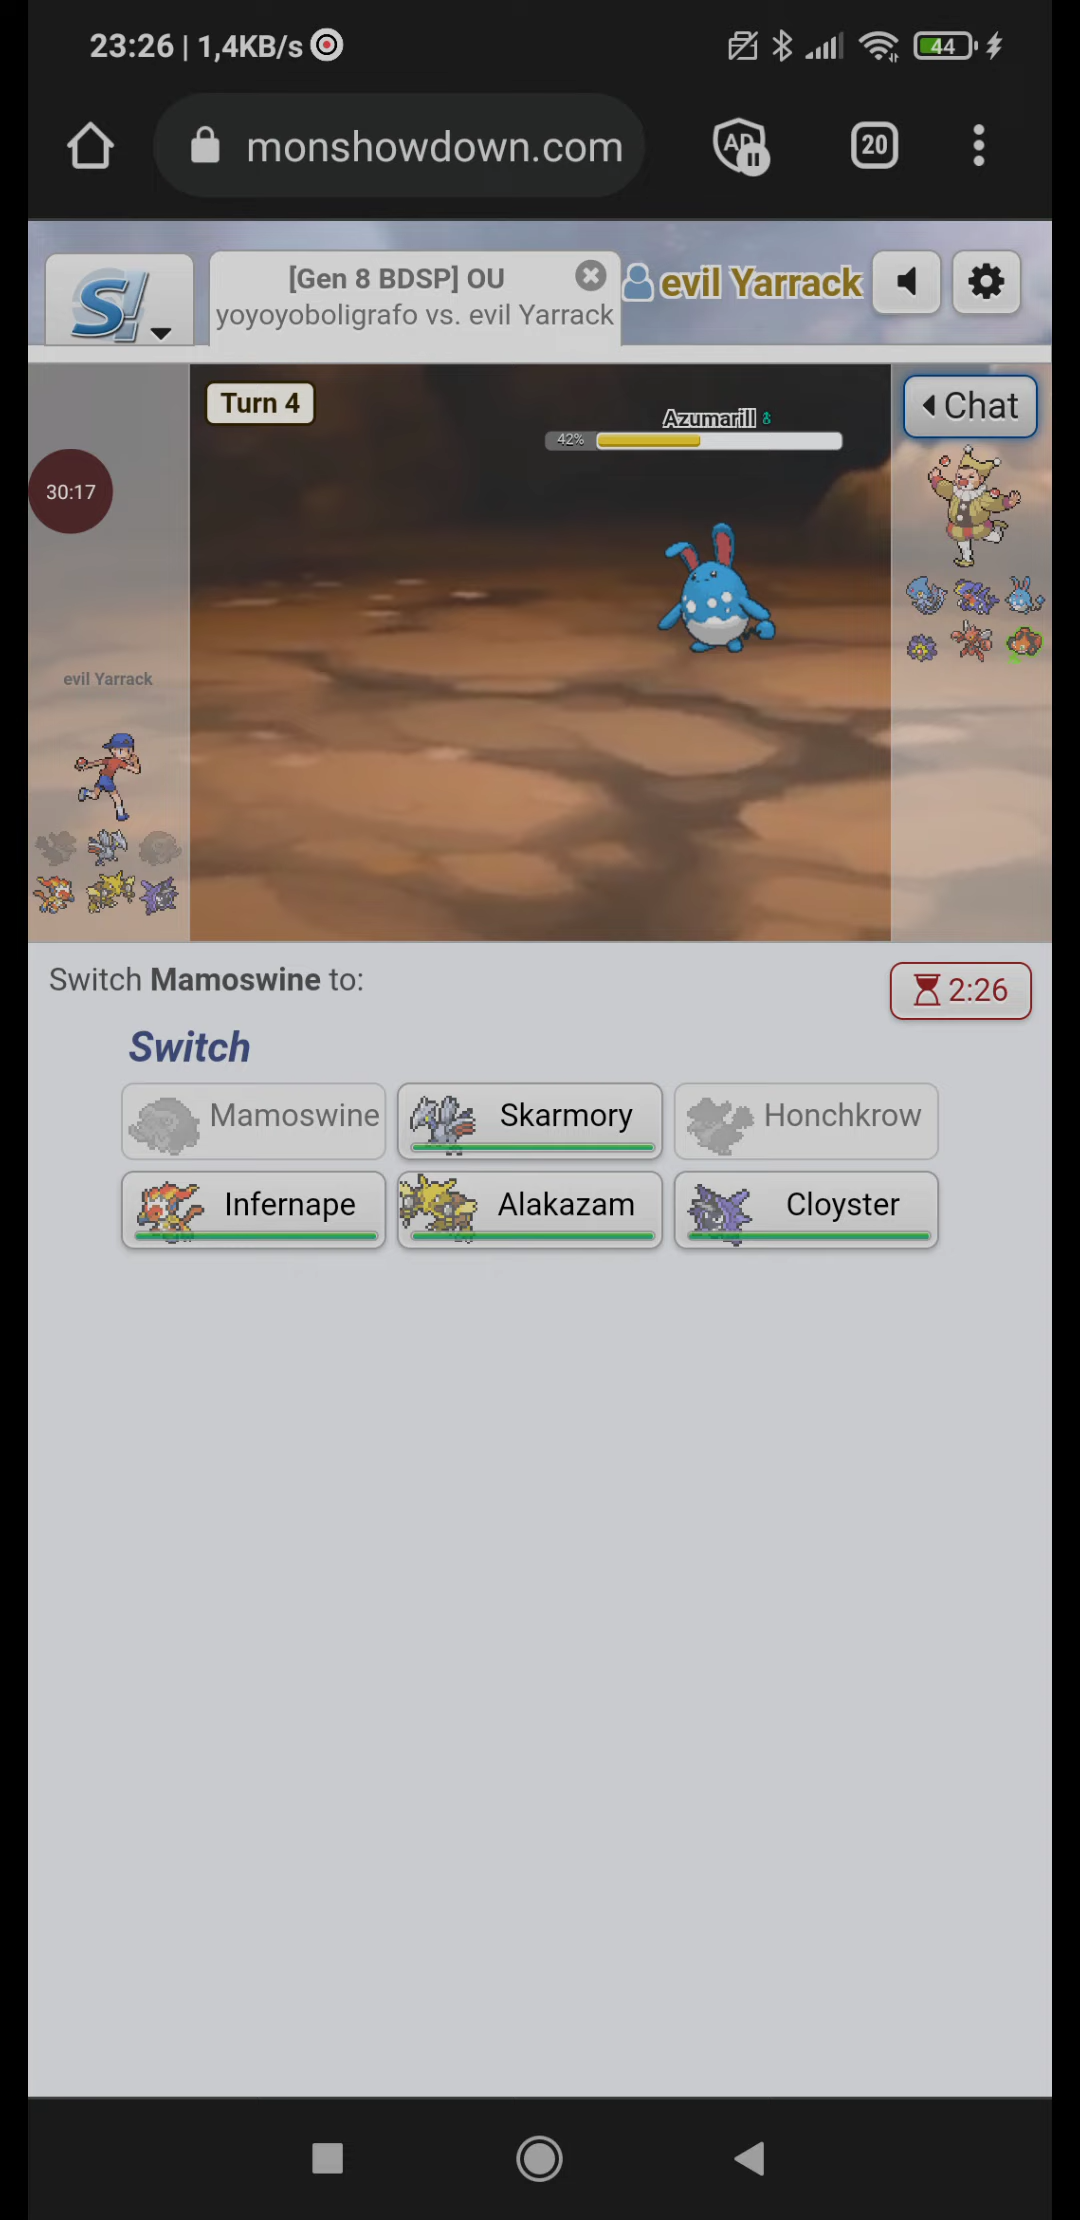 23:26 | 1,4KB/s
44
monshowdown.com
AD
20
S!
[Gen 8 BDSP] OU
yoyoyoboligrafo vs. evil Yarrack
evil Yarrack
Turn 4
Azumarill
42%
Chat
30:17
evil Yarrack
Switch Mamoswine to:
2:26
Switch
Mamoswine
Skarmory
Honchkrow
Infernape
Alakazam
Cloyster